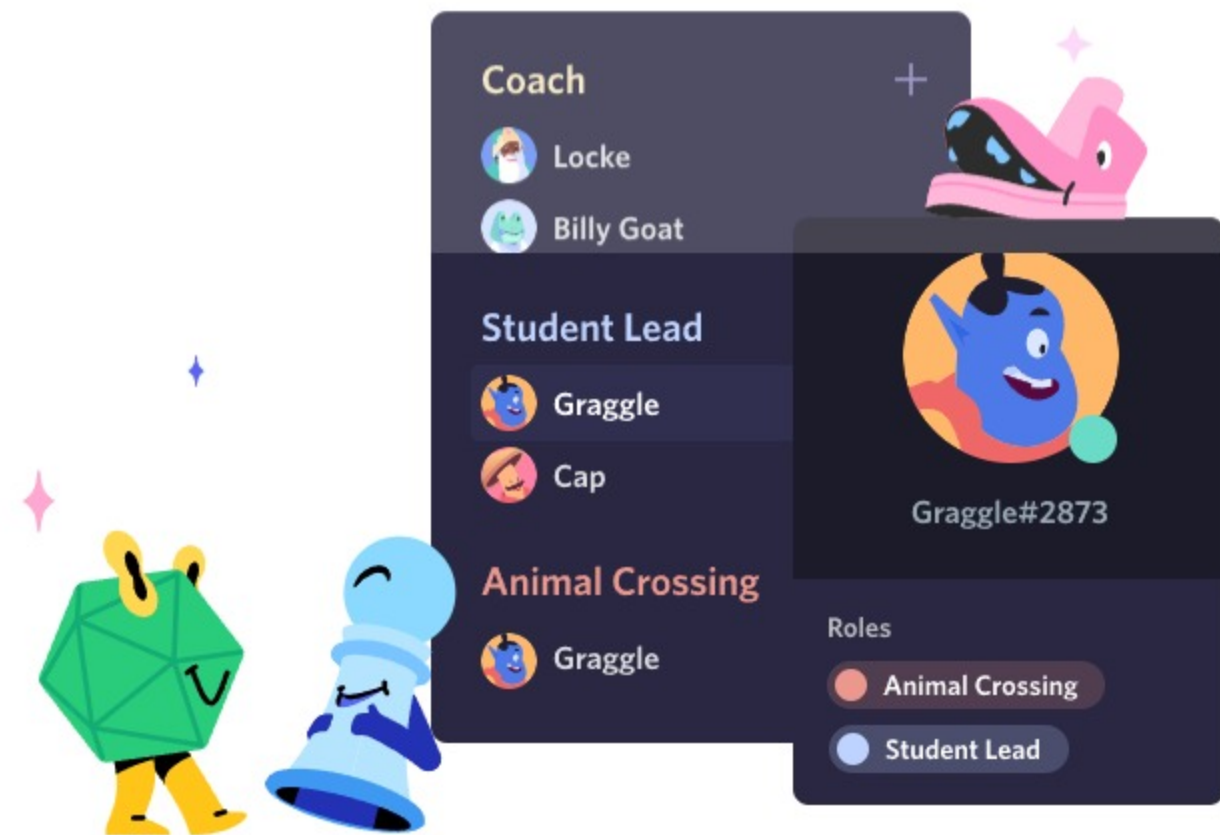 Coach
Locke
Billy Goat
Student Lead
Graggle
Cap
Animal Crossing
Graggle
Graggle#2873
Roles
Animal Crossing
Student Lead